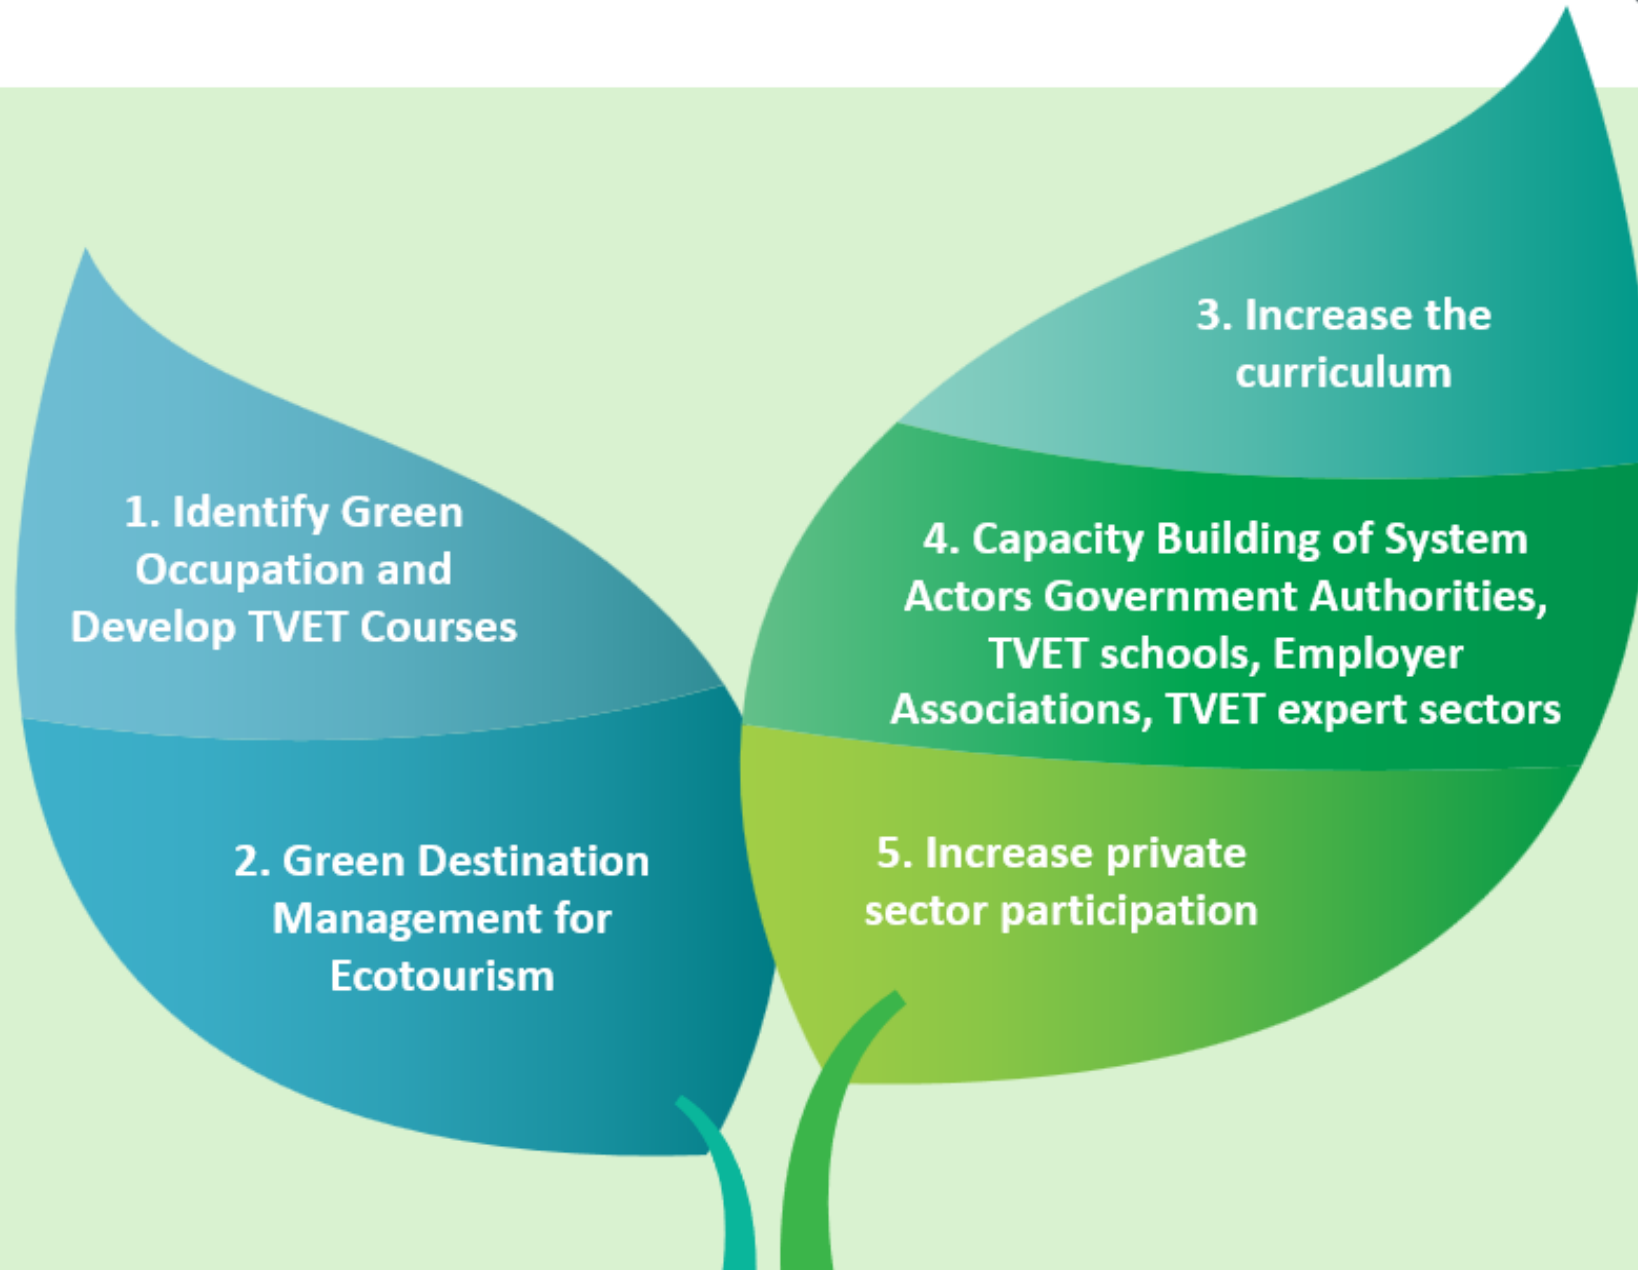 1. Identify Green
Occupation and
Develop TVET Courses
2. Green Destination
Management for
Ecotourism
3. Increase the
curriculum
4. Capacity Building of System
Actors Government Authorities,
TVET schools, Employer
Associations, TVET expert sectors
5. Increase private
sector participation